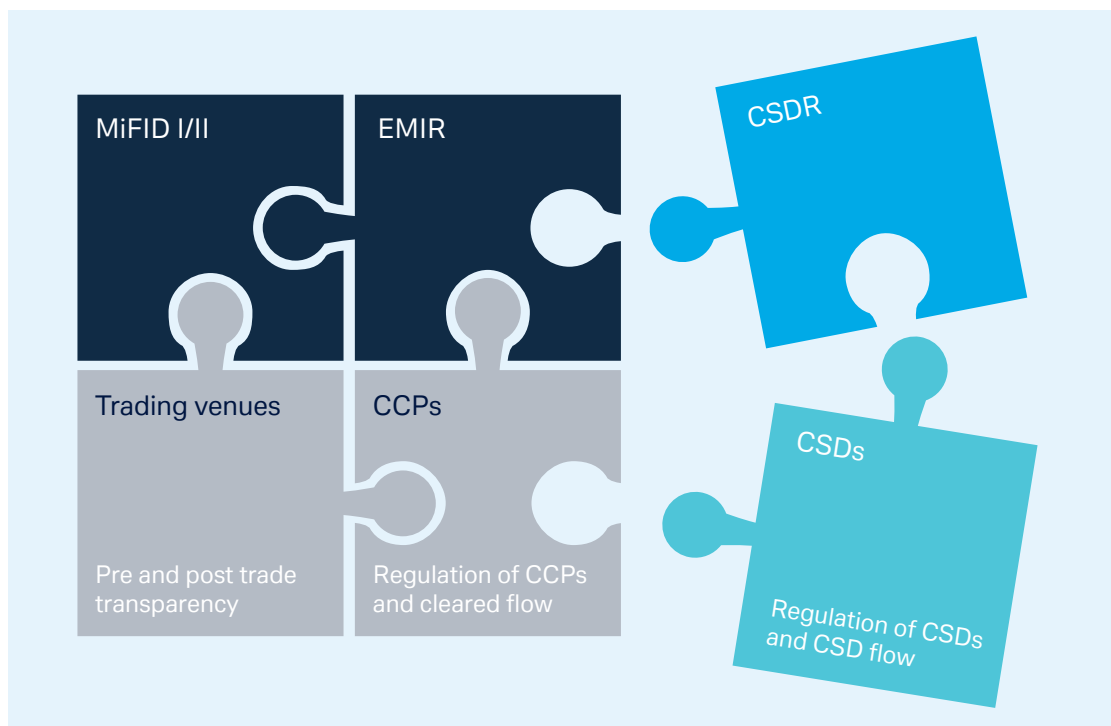 MiFID I/II
EMIR
CSDR
Trading venues
CCPs
CSDs
Pre and post trade
transparency
Regulation of CCPs
and cleared flow
Regulation of CSDs
and CSD flow